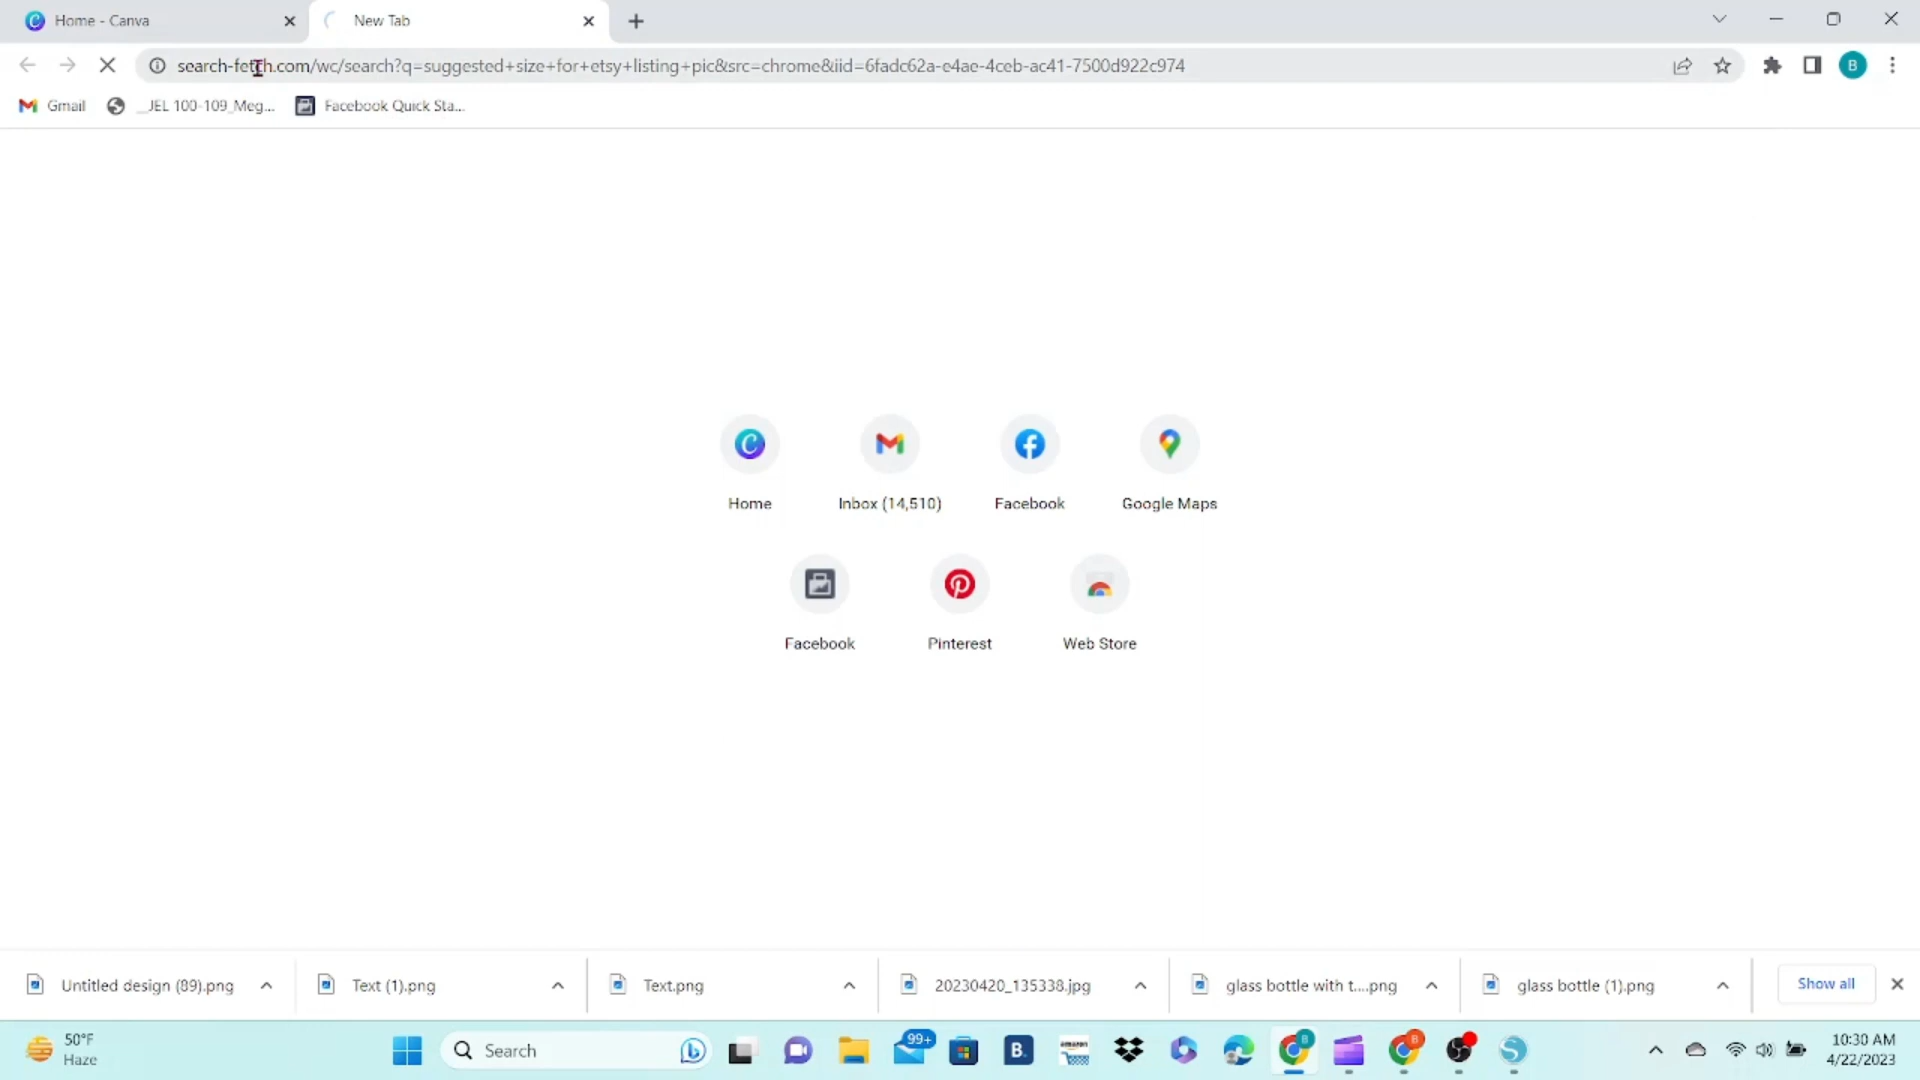 Home - Canva
New Tab
search-fetch.com/wc/search?q=suggested+size+for+etsy+listing+pic&src=chrome&iid=6fadc62a-e4ae-4ceb-ac41-7500d922c974
B
Gmail
__JEL 100-109_Meg...
Facebook Quick Sta...
Home
Inbox (14,510)
Facebook
Google Maps
Facebook
Pinterest
Web Store
Untitled design (89).png
Text (1).png
Text.png
20230420_135338.jpg
glass bottle with t....png
glass bottle (1).png
Show all
50°F
Haze
Search
99+
B.
amazon
B
B
10:30 AM
4/22/2023